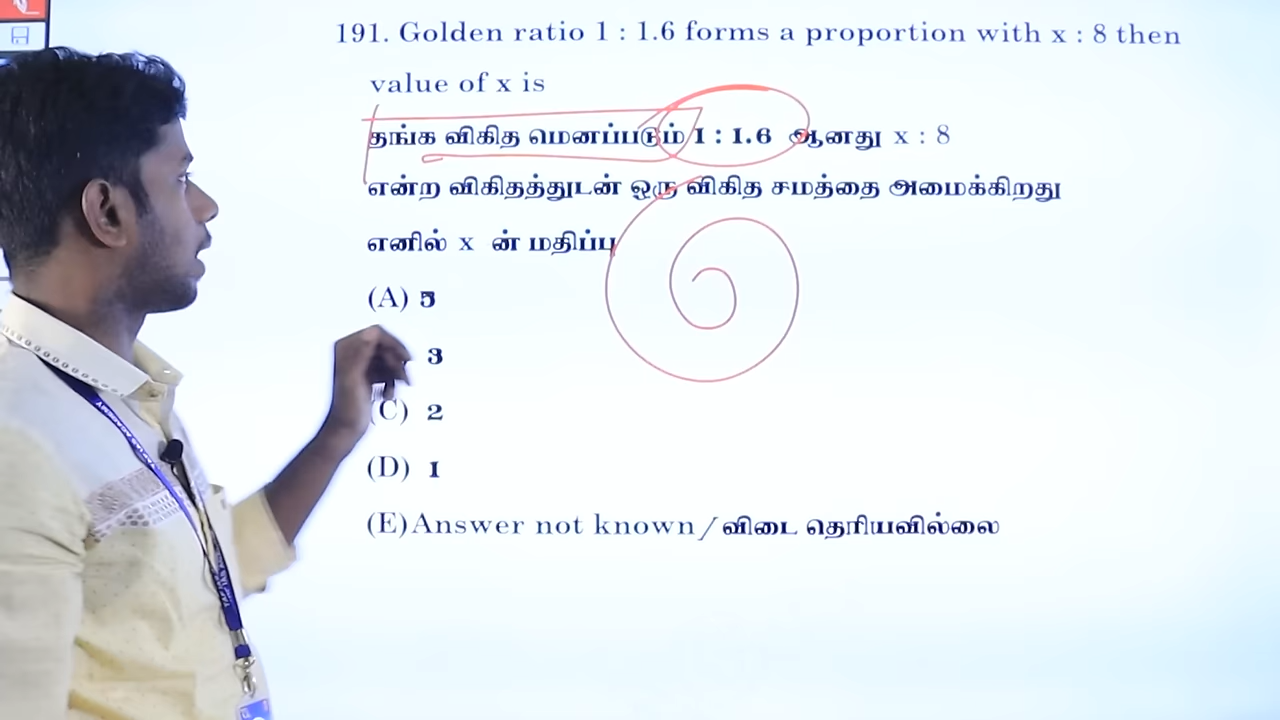 191. Golden ratio 1 : 1.6 forms a proportion with x : 8 then
value of x is
தங்க விகித மெனப்படும் 1 : 1.6 ஆனது x : 8
என்ற விகிதத்துடன் ஒரு விகித சமத்தை அமைக்கிறது
எனில் x ன் மதிப்பு
(A) 5
3
(C) 2
(D) 1
(E) Answer not known / விடை தெரியவில்லை